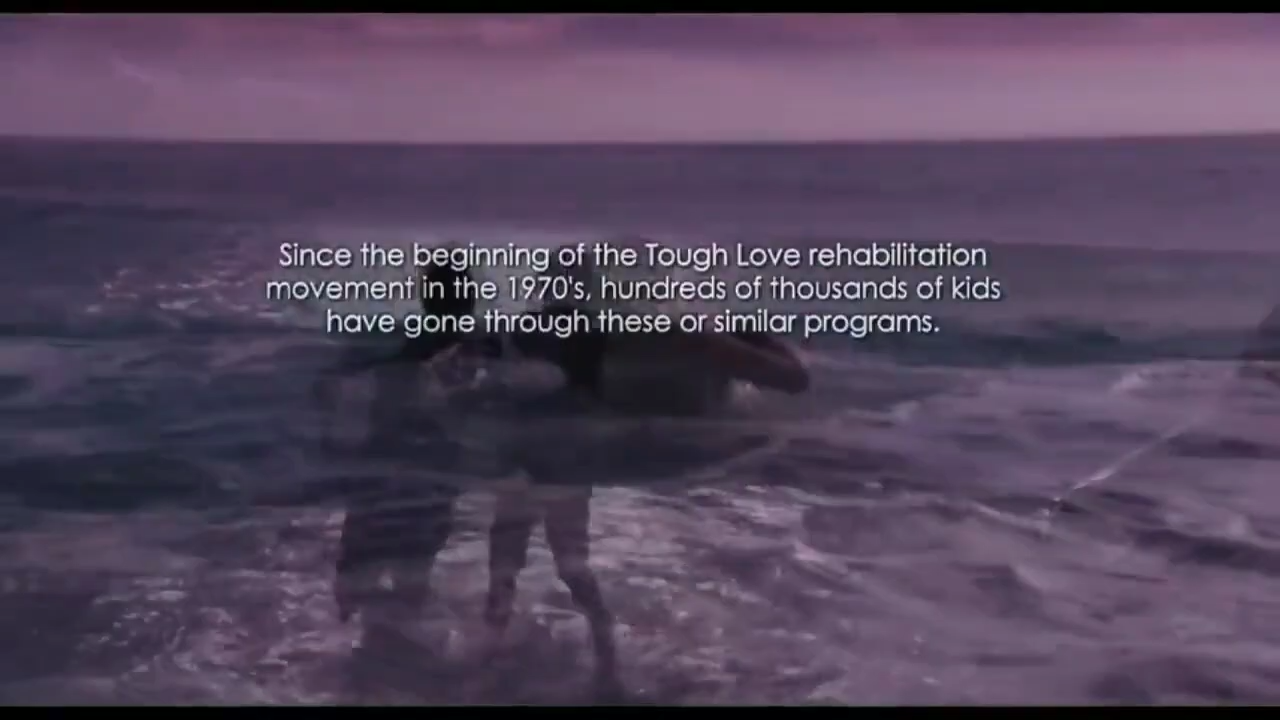 Since the beginning of the Tough Love rehabilitation
movement in the 1970's, hundreds of thousands of kids
have gone through these or similar programs.